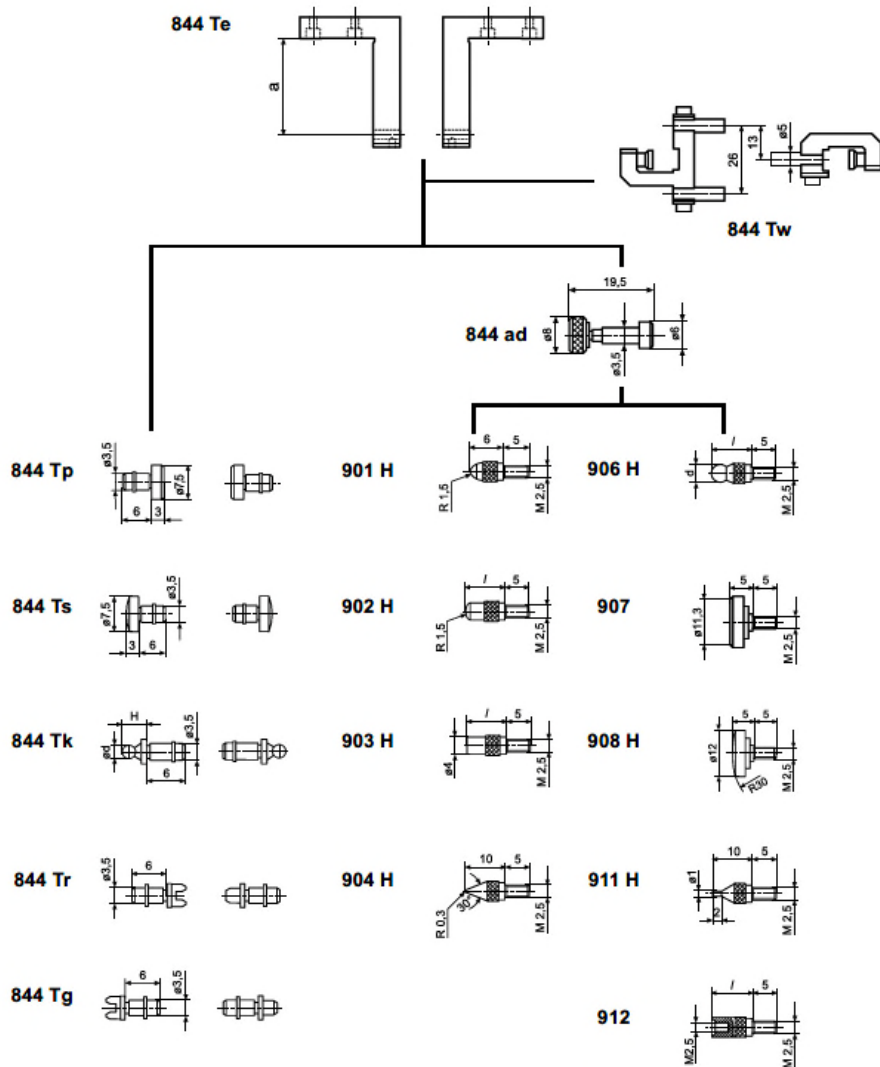 844 Te
a
ø5
13
26
844 Tw
19,5
844 ad
ø8
ø6
ø3,5
844 Tp
ø3,5
ø7,5
6
3
901 H
6
5
R 1,5
M 2,5
906 H
l
5
d
M 2,5
844 Ts
ø7,5
ø3,5
3
6
902 H
l
5
R 1,5
M 2,5
907
5
5
ø11,3
M 2,5
844 Tk
H
ød
ø3,5
6
903 H
l
5
ø4
M 2,5
908 H
5
5
ø12
R30
M 2,5
844 Tr
6
ø3,5
904 H
10
5
30°
R 0,3
M 2,5
911 H
10
5
ø1
2
M 2,5
844 Tg
6
ø3,5
912
l
5
M2,5
M 2,5